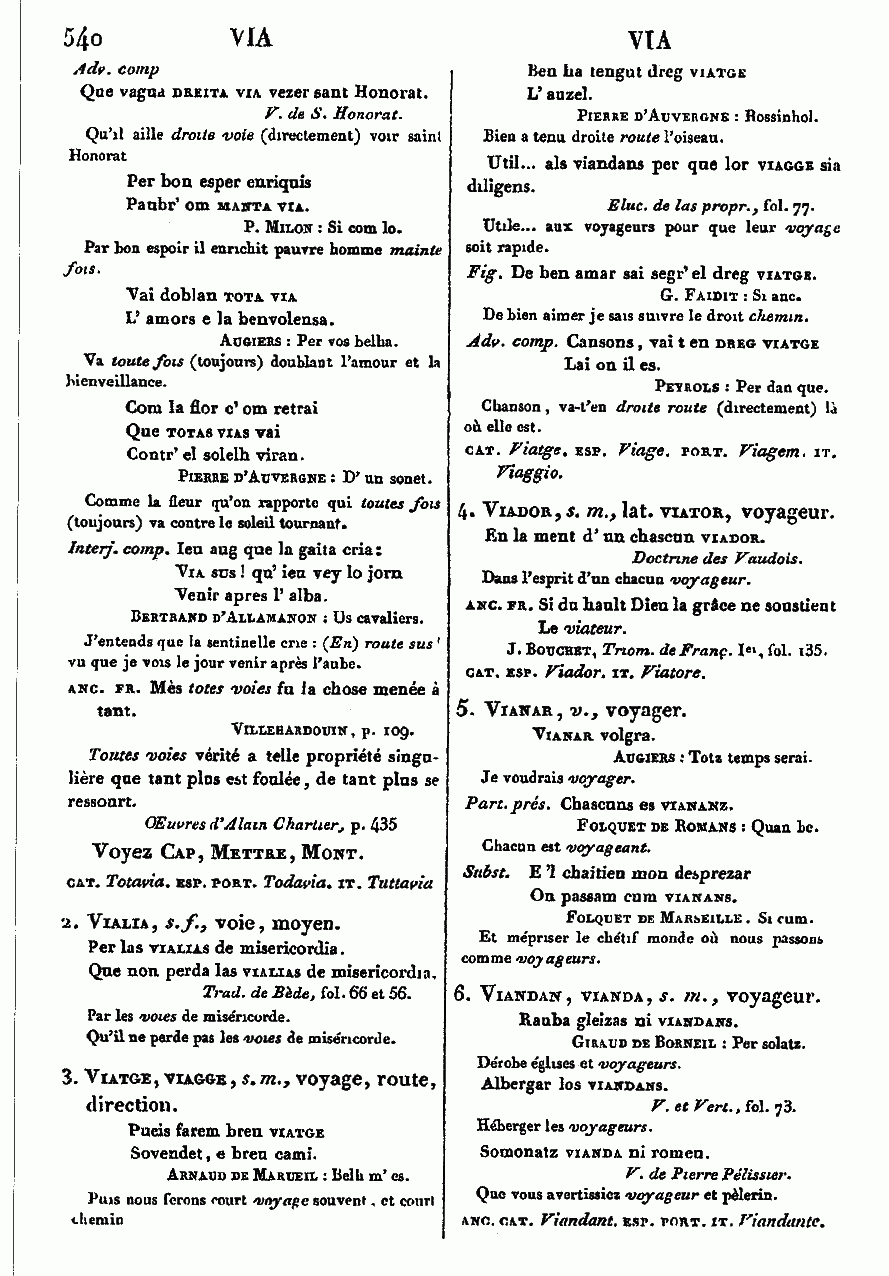 540 VIA VIA
Adv. comp
Que vagua DREITA VIA vezer sant Honorat.
V. de S. Honorat.
Qu'il aille droite voie (directement) voir saint
Honorat
Per bon esper enriquis
Paubr' om MANTA VIA.
P. MILON : Si com lo.
Par bon espoir il enrichit pauvre homme mainte
fois.
Vai doblan TOTA VIA
L' amors e la benvolensa.
AUGIERS : Per vos belha.
Va toute fois (toujours) doublant l'amour et la
bienveillance.
Com la flor c' om retrai
Que TOTAS VIAS vai
Contr' el solelh viran.
PIERRE D'AUVERGNE : D' un sonet.
Comme la fleur qu'on rapporte qui toutes fois
(toujours) va contre le soleil tournant.
Interj. comp. Ieu aug que la gaita cria:
VIA SUS ! qu' ieu vey lo jorn
Venir apres l' alba.
BERTRAND D'ALLAMANON : Us cavaliers.
J'entends que la sentinelle crie : (En) route sus !
vu que je vois le jour venir après l'aube.
ANC. FR. Mès totes voies fu la chose menée à
tant.
VILLEHARDOUIN, p. 109.
Toutes voies vérité a telle propriété singu-
lière que tant plus est foulée, de tant plus se
ressourt.
Œuvres d'Alain Chartier, p. 435
Voyez CAP, METTRE, MONT.
CAT. Totavia. ESP. PORT. Todavia. IT. Tuttavia
2. VIALIA, s. f., voie, moyen.
Per las VIALIAS de misericordia.
Que non perda las VIALIAS de misericordia.
Trad. de Bède, fol. 66 et 56.
Par les voies de miséricorde.
Qu'il ne perde pas les voies de miséricorde.
3. VIATGE, VIAGGE, s. m., voyage, route,
direction.
Pueis farem breu VIATGE
Sovendet, e breu cami.
ARNAUD DE MARUEIL : Belh m' es.
Puis nous ferons court voyage souvent, et court
chemin
Ben ha tengut dreg VIATGE
L' auzel.
PIERRE D'AUVERGNE : Rossinhol.
Bien a tenu droite route l'oiseau.
Util... als viandans per que lor VIAGGE sia
diligens.
Eluc. de las propr., fol. 77.
Utile... aux voyageurs pour que leur voyage
soit rapide.
Fig. De ben amar sai segr' el dreg VIATGE.
G. FAIDIT : Si anc.
De bien aimer je sais suivre le droit chemin.
Adv. comp. Cansons, vai t en DREG VIATGE
Lai on il es.
PEYROLS : Per dan que.
Chanson, va-t'en droite route (directement) là
où elle est.
CAT. Viatge. ESP. Viage. PORT. Viagem. IT.
Viaggio.
4. VIADOR, s. m., lat. VIATOR, voyageur.
En la ment d' un chascun VIADOR.
Doctrine des Vaudois.
Dans l'esprit d'un chacun voyageur.
ANC. FR. Si du hault Dieu la grâce ne soustient
Le viateur.
J. BOUCHET, Triom. de Franç. Ier, fol. 135.
CAT. ESP. Viador. IT. Viatore.
5. VIANAR, v., voyager.
VIANAR volgra.
AUGIERS : Totz temps serai.
Je voudrais voyager.
Part. prés. Chascuns es VIANANZ.
FOLQUET DE ROMANS : Quan be.
Chacun est voyageant.
Subst. E 'l chaitieu mon desprezar
On passam cum VIANANS.
FOLQUET DE MARSEILLE. Si cum.
Et mépriser le chétif monde où nous passons
comme voyageurs.
6. VIANDAN, VIANDA, s. m., voyageur.
Rauba gleizas ni VIANDANS.
GIRAUD DE BORNEIL : Per solatz.
Dérobe églises et voyageurs.
Albergar los VIANDANS.
V. et Vert., fol. 73.
Héberger les voyageurs.
Somonatz VIANDA ni romeu.
V. de Pierre Pélissier.
Que vous avertissiez voyageur et pèlerin.
ANC. CAT. Viandant. ESP. PORT. IT. Viandante.